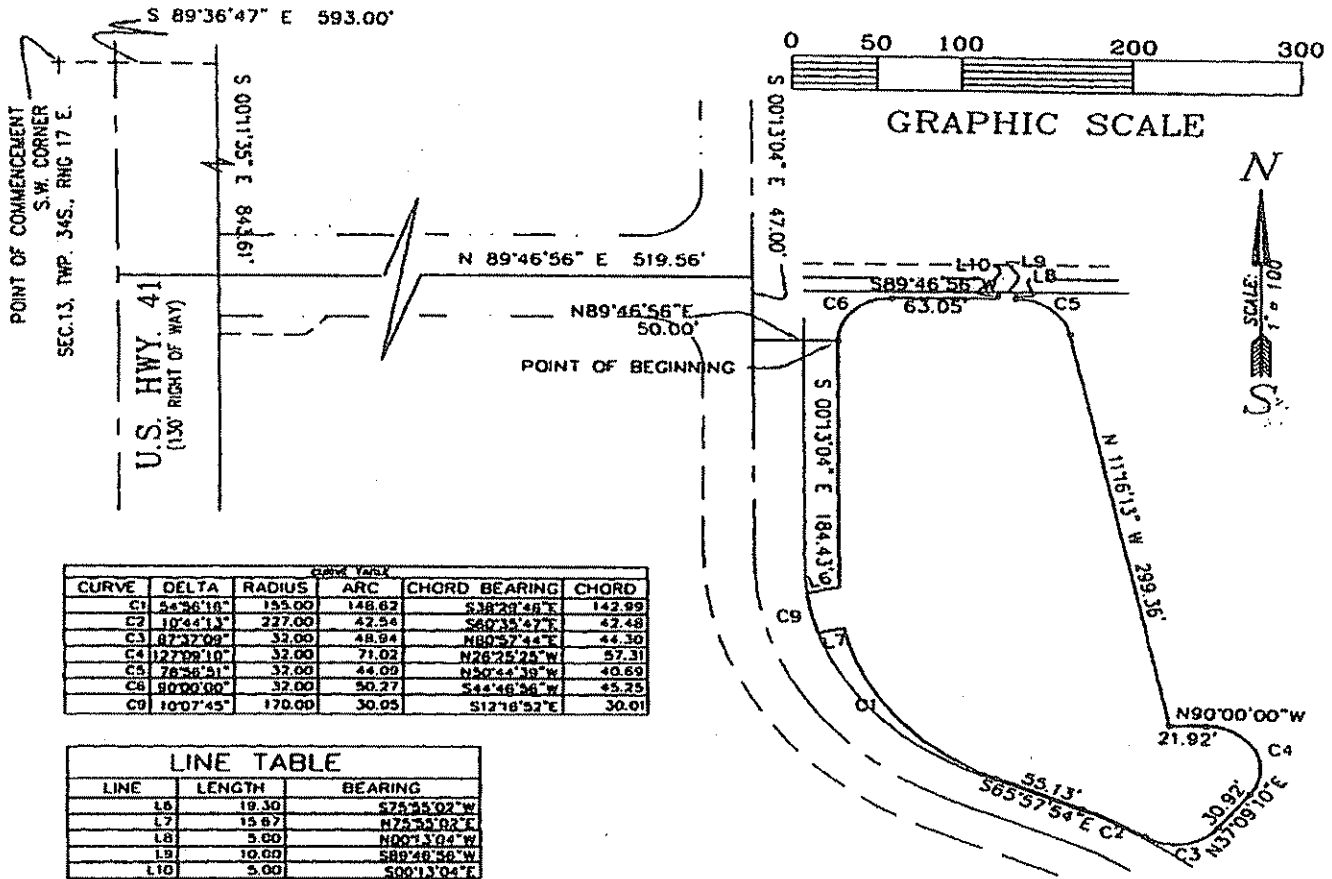 S 89°36'47" E 593.00'
POINT OF COMMENCEMENT
S.W. CORNER
SEC.13, TWP. 34S., RNG 17 E.
S 00°11'35" E 843.61'
U.S. HWY. 41
(130' RIGHT OF WAY)
N 89°46'56" E 519.56'
S 00°13'04" E 47.00'
N89°46'56"E
50.00'
POINT OF BEGINNING
0 50 100 200 300
GRAPHIC SCALE
N
SCALE:
1" = 100
S
L10 L9
L8
S89°46'56"W
63.05'
C6
C5
S 00°13'04" E 184.43'
N 11°16'13" W 299.36'
C9
L7
C1
N90°00'00"W
21.92'
C4
55.13'
S65°57'54"E
C2
30.92'
N37°09'10"E
C3
CURVE TABLE
CURVE DELTA RADIUS ARC CHORD BEARING CHORD
C1 54°56'16" 155.00 148.62 S38°29'46"E 142.99
C2 10°44'13" 227.00 42.54 S60°35'47"E 42.48
C3 87°37'09" 32.00 48.94 N80°57'44"E 44.30
C4 127°09'10" 32.00 71.02 N26°25'25"W 57.31
C5 78°56'51" 32.00 44.09 N50°44'39"W 40.69
C6 90°00'00" 32.00 50.27 S44°46'56"W 45.25
C9 10°07'45" 170.00 30.05 S12°16'52"E 30.01
LINE TABLE
LINE LENGTH BEARING
L6 19.30 S75°55'02"W
L7 15.67 N75°55'02"E
L8 5.00 N00°13'04"W
L9 10.00 S89°46'56"W
L10 5.00 S00°13'04"E